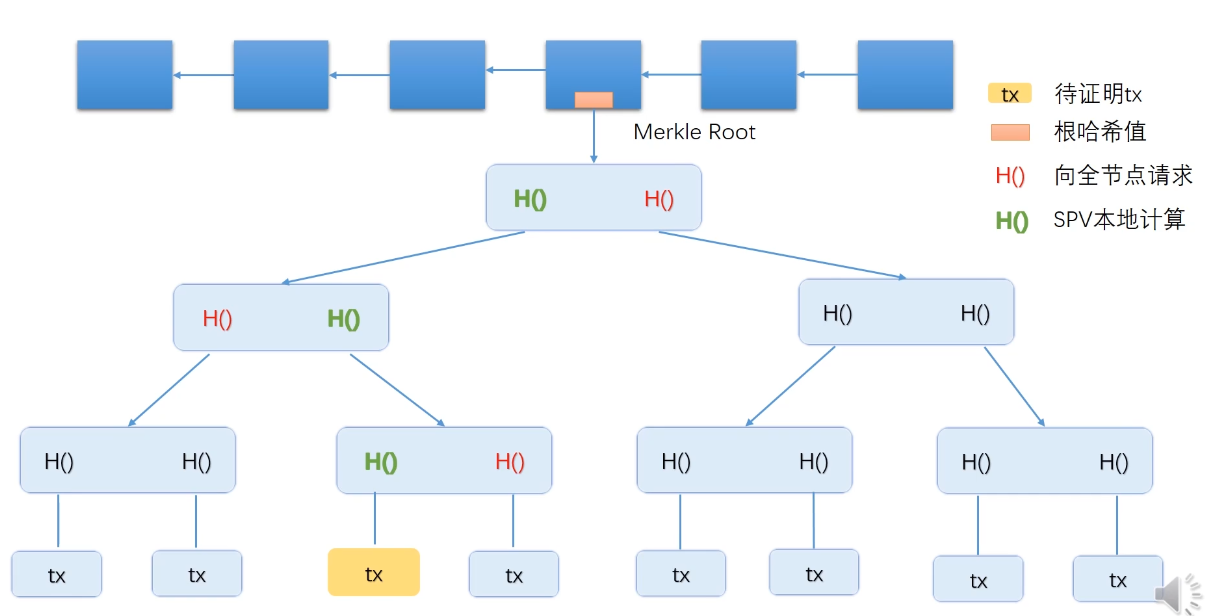 tx 待证明tx
Merkle Root 根哈希值
H() 向全节点请求
H() H() H() SPV本地计算
H() H() H() H()
H() H() H() H() H() H() H() H()
tx tx tx tx tx tx tx tx